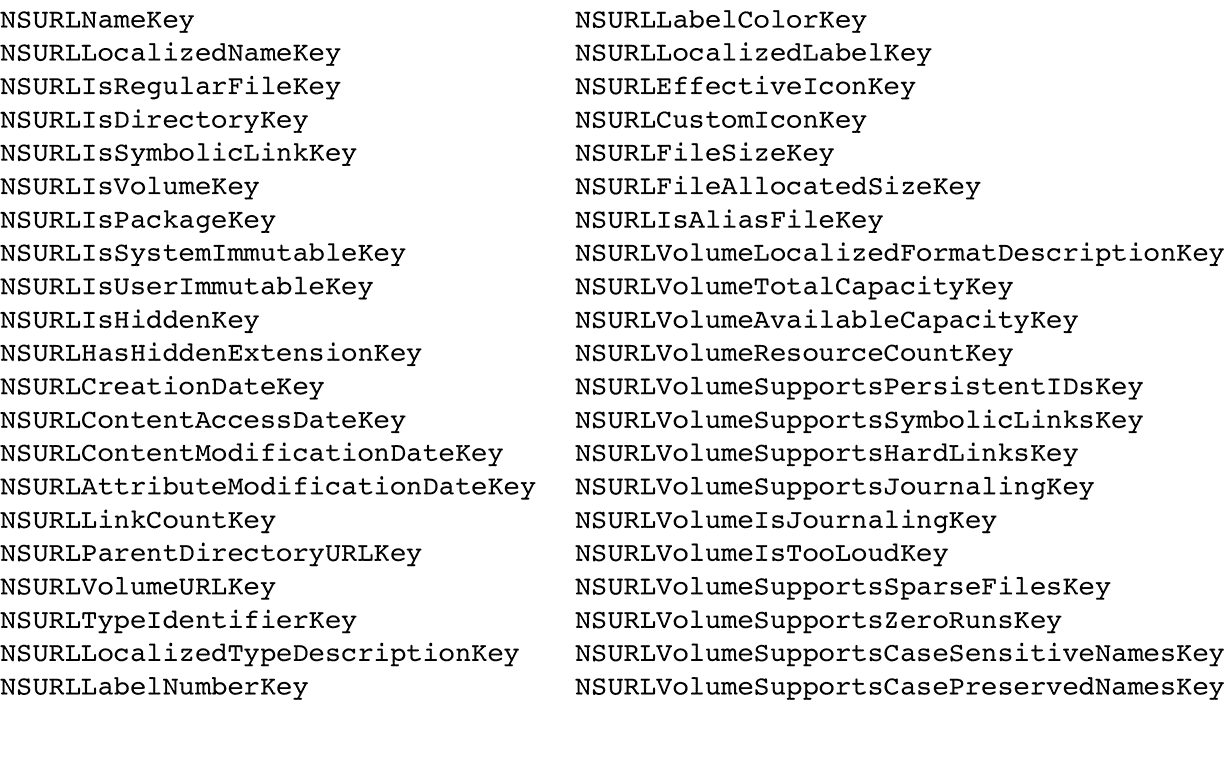 NSURLNameKey
NSURLLocalizedNameKey
NSURLIsRegularFileKey
NSURLIsDirectoryKey
NSURLIsSymbolicLinkKey
NSURLIsVolumeKey
NSURLIsPackageKey
NSURLIsSystemImmutableKey
NSURLIsUserImmutableKey
NSURLIsHiddenKey
NSURLHasHiddenExtensionKey
NSURLCreationDateKey
NSURLContentAccessDateKey
NSURLContentModificationDateKey
NSURLAttributeModificationDateKey
NSURLLinkCountKey
NSURLParentDirectoryURLKey
NSURLVolumeURLKey
NSURLTypeIdentifierKey
NSURLLocalizedTypeDescriptionKey
NSURLLabelNumberKey
NSURLLabelColorKey
NSURLLocalizedLabelKey
NSURLEffectiveIconKey
NSURLCustomIconKey
NSURLFileSizeKey
NSURLFileAllocatedSizeKey
NSURLIsAliasFileKey
NSURLVolumeLocalizedFormatDescriptionKey
NSURLVolumeTotalCapacityKey
NSURLVolumeAvailableCapacityKey
NSURLVolumeResourceCountKey
NSURLVolumeSupportsPersistentIDsKey
NSURLVolumeSupportsSymbolicLinksKey
NSURLVolumeSupportsHardLinksKey
NSURLVolumeSupportsJournalingKey
NSURLVolumeIsJournalingKey
NSURLVolumeIsTooLoudKey
NSURLVolumeSupportsSparseFilesKey
NSURLVolumeSupportsZeroRunsKey
NSURLVolumeSupportsCaseSensitiveNamesKey
NSURLVolumeSupportsCasePreservedNamesKey